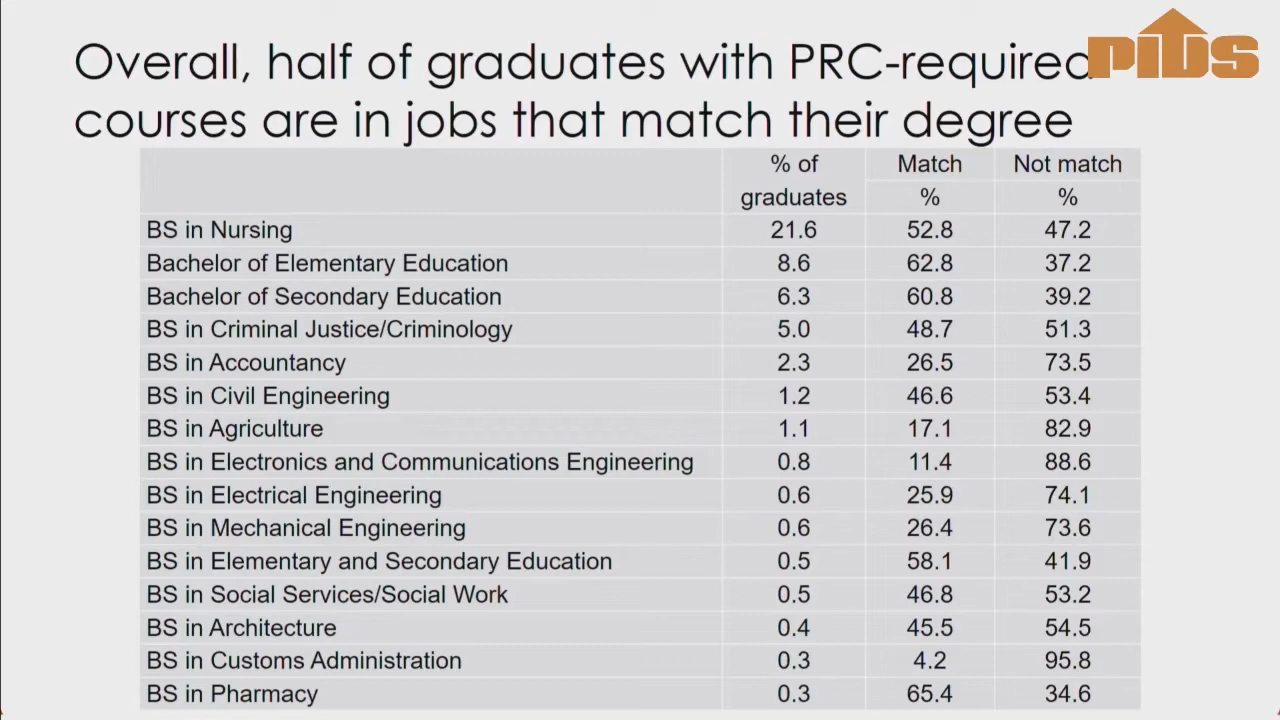 Overall, half of graduates with PRC-required
courses are in jobs that match their degree
PIDS
% of graduates Match % Not match %
BS in Nursing 21.6 52.8 47.2
Bachelor of Elementary Education 8.6 62.8 37.2
Bachelor of Secondary Education 6.3 60.8 39.2
BS in Criminal Justice/Criminology 5.0 48.7 51.3
BS in Accountancy 2.3 26.5 73.5
BS in Civil Engineering 1.2 46.6 53.4
BS in Agriculture 1.1 17.1 82.9
BS in Electronics and Communications Engineering 0.8 11.4 88.6
BS in Electrical Engineering 0.6 25.9 74.1
BS in Mechanical Engineering 0.6 26.4 73.6
BS in Elementary and Secondary Education 0.5 58.1 41.9
BS in Social Services/Social Work 0.5 46.8 53.2
BS in Architecture 0.4 45.5 54.5
BS in Customs Administration 0.3 4.2 95.8
BS in Pharmacy 0.3 65.4 34.6